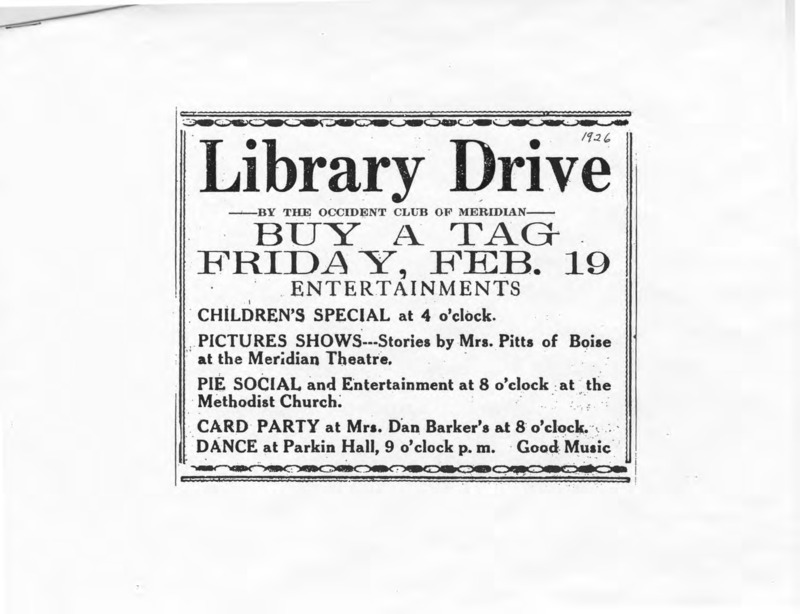 1926
Library Drive
BY THE OCCIDENT CLUB OF MERIDIAN
BUY A TAG
FRIDAY, FEB. 19
ENTERTAINMENTS
CHILDREN'S SPECIAL at 4 o'clock.
PICTURES SHOWS---Stories by Mrs. Pitts of Boise
at the Meridian Theatre.
PIE SOCIAL and Entertainment at 8 o'clock at the
Methodist Church.
CARD PARTY at Mrs. Dan Barker's at 8 o'clock.
DANCE at Parkin Hall, 9 o'clock p. m. Good Music